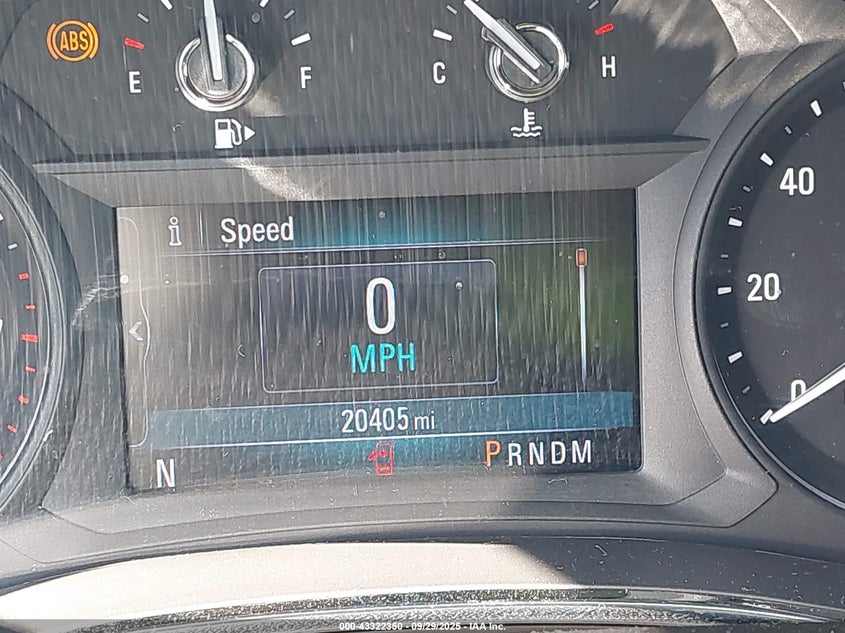 ABS
E F
C H
i Speed
0
MPH
20405 mi
N PRNDM
40
20
0
000-43322360 - 09/29/2025 - IAA Inc.